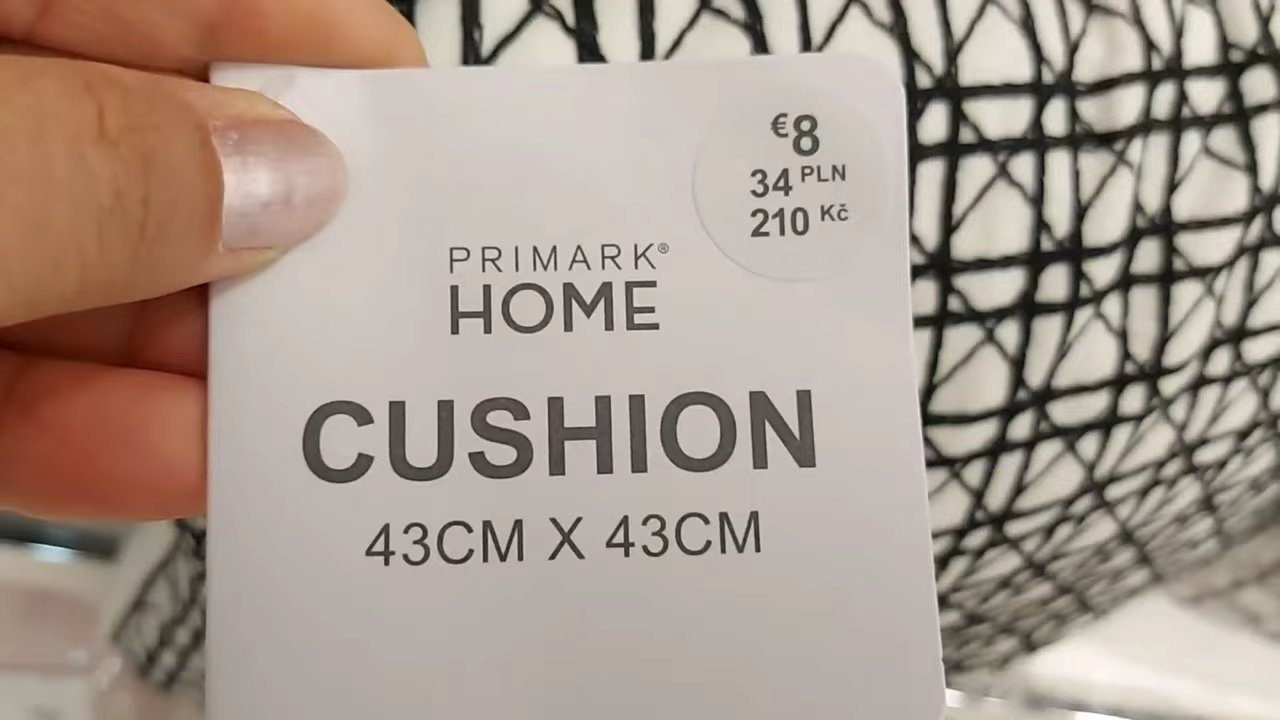 €8
34 PLN
210 Kč
PRIMARK®
HOME
CUSHION
43CM X 43CM